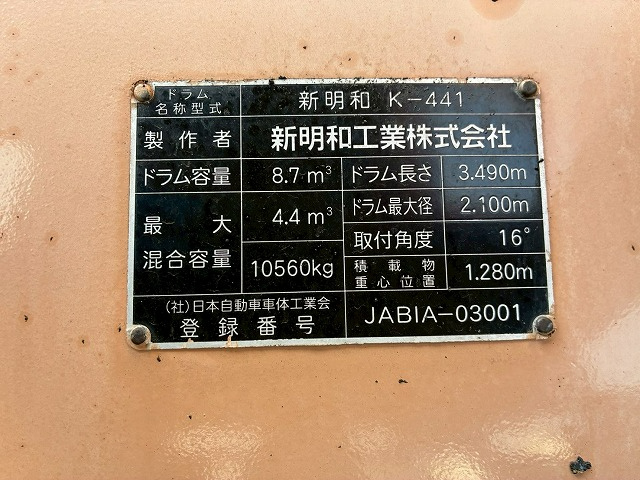 ドラム
名称型式
新明和 K-441
製作者
新明和工業株式会社
ドラム容量
8.7m³
ドラム長さ
3.490m
最大
混合容量
4.4m³
10560kg
ドラム最大径
2.100m
取付角度
16°
積載物
重心位置
1.280m
(社)日本自動車車体工業会
登録番号
JABIA-03001